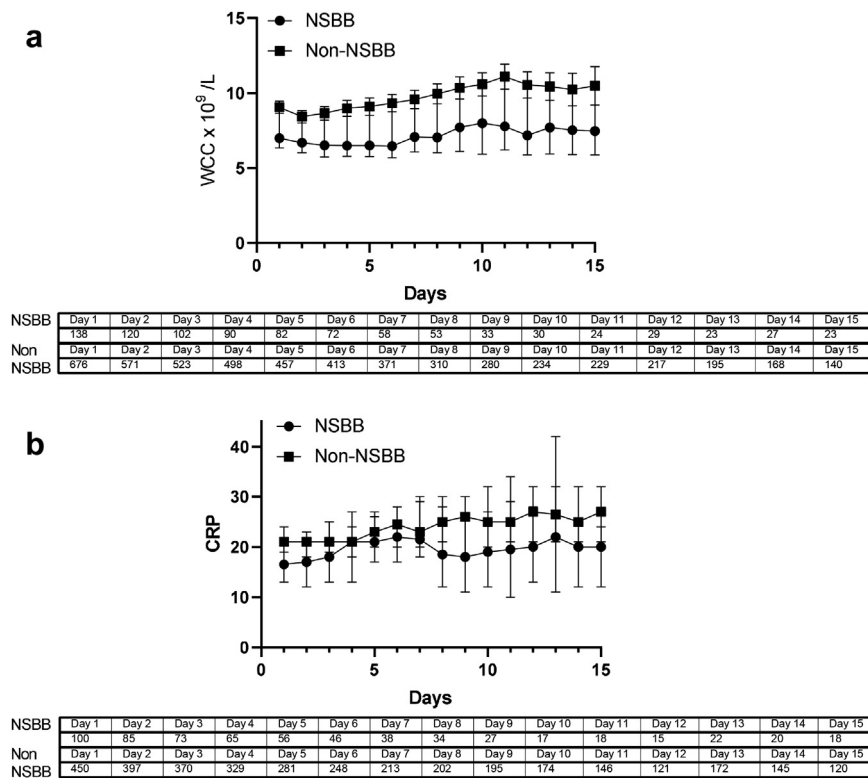 a
NSBB
Non-NSBB
WCC x 10⁹ /L
15
10
5
0
0 5 10 15
Days
NSBB Day 1 Day 2 Day 3 Day 4 Day 5 Day 6 Day 7 Day 8 Day 9 Day 10 Day 11 Day 12 Day 13 Day 14 Day 15
138 120 102 90 82 72 58 53 33 30 24 29 23 27 23
Non Day 1 Day 2 Day 3 Day 4 Day 5 Day 6 Day 7 Day 8 Day 9 Day 10 Day 11 Day 12 Day 13 Day 14 Day 15
NSBB 676 571 523 498 457 413 371 310 280 234 229 217 195 168 140
b
NSBB
Non-NSBB
CRP
40
30
20
10
0
0 5 10 15
Days
NSBB Day 1 Day 2 Day 3 Day 4 Day 5 Day 6 Day 7 Day 8 Day 9 Day 10 Day 11 Day 12 Day 13 Day 14 Day 15
100 85 73 65 56 46 38 34 27 17 18 15 22 20 18
Non Day 1 Day 2 Day 3 Day 4 Day 5 Day 6 Day 7 Day 8 Day 9 Day 10 Day 11 Day 12 Day 13 Day 14 Day 15
NSBB 450 397 370 329 281 248 213 202 195 174 146 121 172 145 120